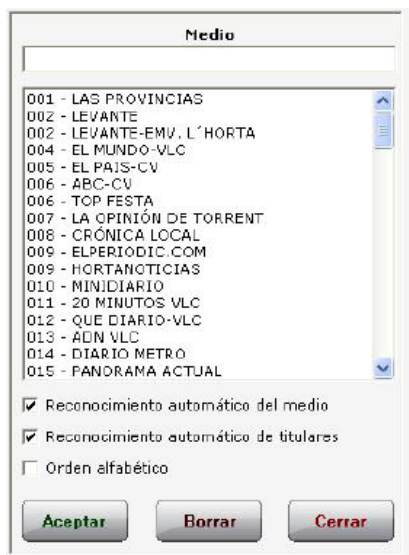 Medio
001 - LAS PROVINCIAS
002 - LEVANTE
002 - LEVANTE-EMV. L´HORTA
004 - EL MUNDO-VLC
005 - EL PAIS-CV
006 - ABC-CV
006 - TOP FESTA
007 - LA OPINIÓN DE TORRENT
008 - CRÓNICA LOCAL
009 - ELPERIODIC.COM
009 - HORTANOTICIAS
010 - MINIDIARIO
011 - 20 MINUTOS VLC
012 - QUE DIARIO-VLC
013 - ADN VLC
014 - DIARIO METRO
015 - PANORAMA ACTUAL
Reconocimiento automático del medio
Reconocimiento automático de titulares
Orden alfabético
Aceptar Borrar Cerrar